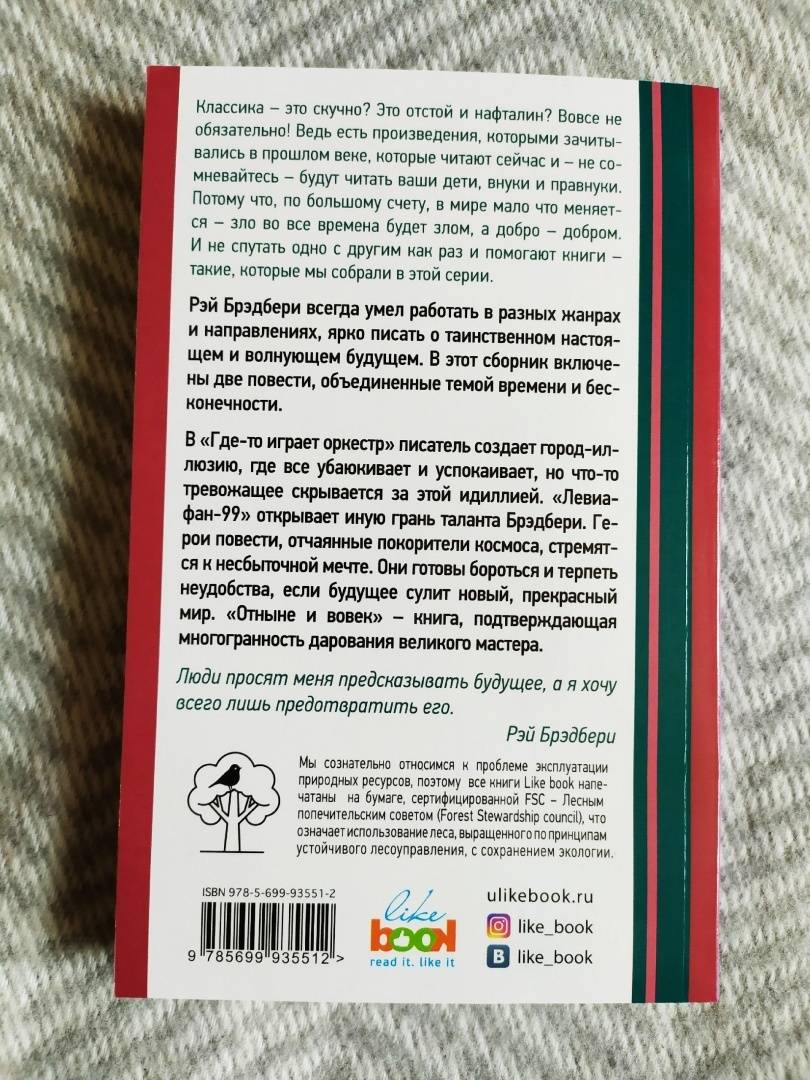 Классика – это скучно? Это отстой и нафталин? Вовсе не
обязательно! Ведь есть произведения, которыми зачиты-
вались в прошлом веке, которые читают сейчас и – не со-
мневайтесь – будут читать ваши дети, внуки и правнуки.
Потому что, по большому счету, в мире мало что меняет-
ся – зло во все времена будет злом, а добро – добром.
И не спутать одно с другим как раз и помогают книги –
такие, которые мы собрали в этой серии.
Рэй Брэдбери всегда умел работать в разных жанрах
и направлениях, ярко писать о таинственном настоя-
щем и волнующем будущем. В этот сборник включе-
ны две повести, объединенные темой времени и бес-
конечности.
В «Где-то играет оркестр» писатель создает город-ил-
люзию, где все убаюкивает и успокаивает, но что-то
тревожащее скрывается за этой идиллией. «Левиа-
фан-99» открывает иную грань таланта Брэдбери. Ге-
рои повести, отчаянные покорители космоса, стремят-
ся к несбыточной мечте. Они готовы бороться и терпеть
неудобства, если будущее сулит новый, прекрасный
мир. «Отныне и вовек» – книга, подтверждающая
многогранность дарования великого мастера.
Люди просят меня предсказывать будущее, а я хочу
всего лишь предотвратить его.
Рэй Брэдбери
Мы сознательно относимся к проблеме эксплуатации
природных ресурсов, поэтому все книги Like book напе-
чатаны на бумаге, сертифицированной FSC – Лесным
попечительским советом (Forest Stewardship council), что
означает использование леса, выращенного по принципам
устойчивого лесоуправления, с сохранением экологии.
ISBN 978-5-699-93551-2
9 785699 935512 >
like
book
read it. like it
ulikebook.ru
like_book
B like_book